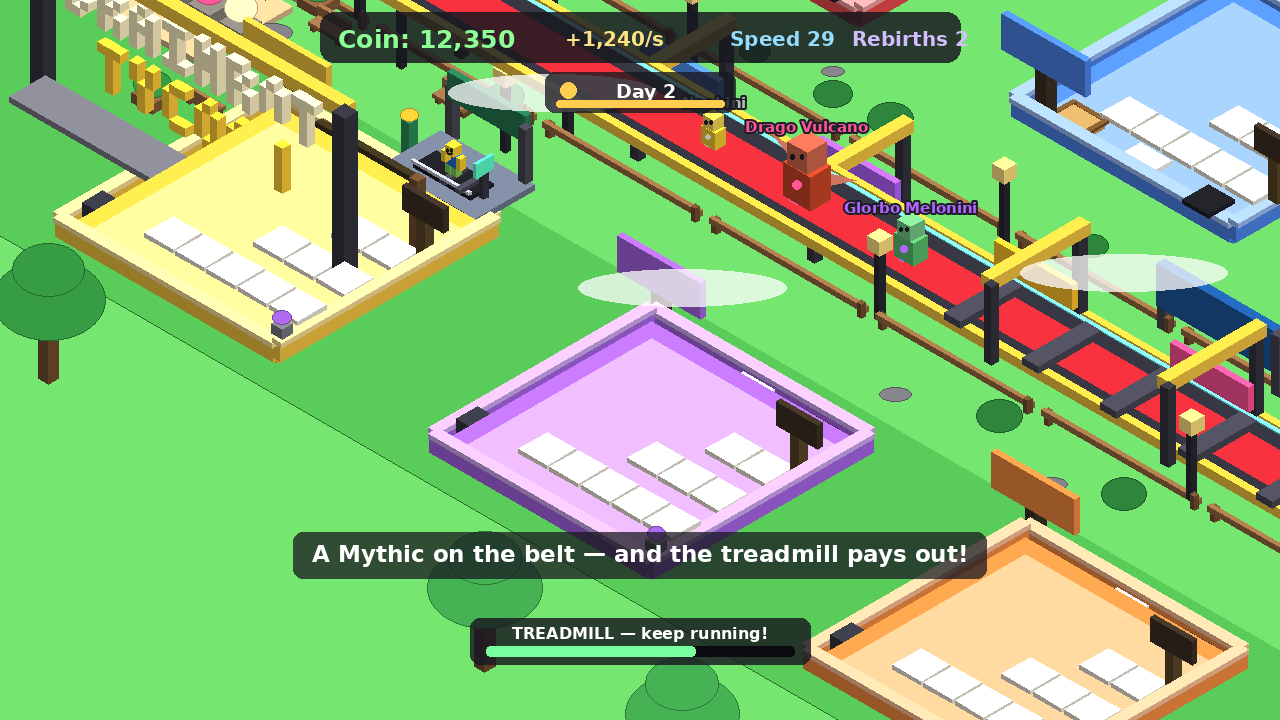 Coin: 12,350
+1,240/s
Speed 29
Rebirths 2
Day 2
Drago Vulcano
Glorbo Melonini
A Mythic on the belt — and the treadmill pays out!
TREADMILL — keep running!